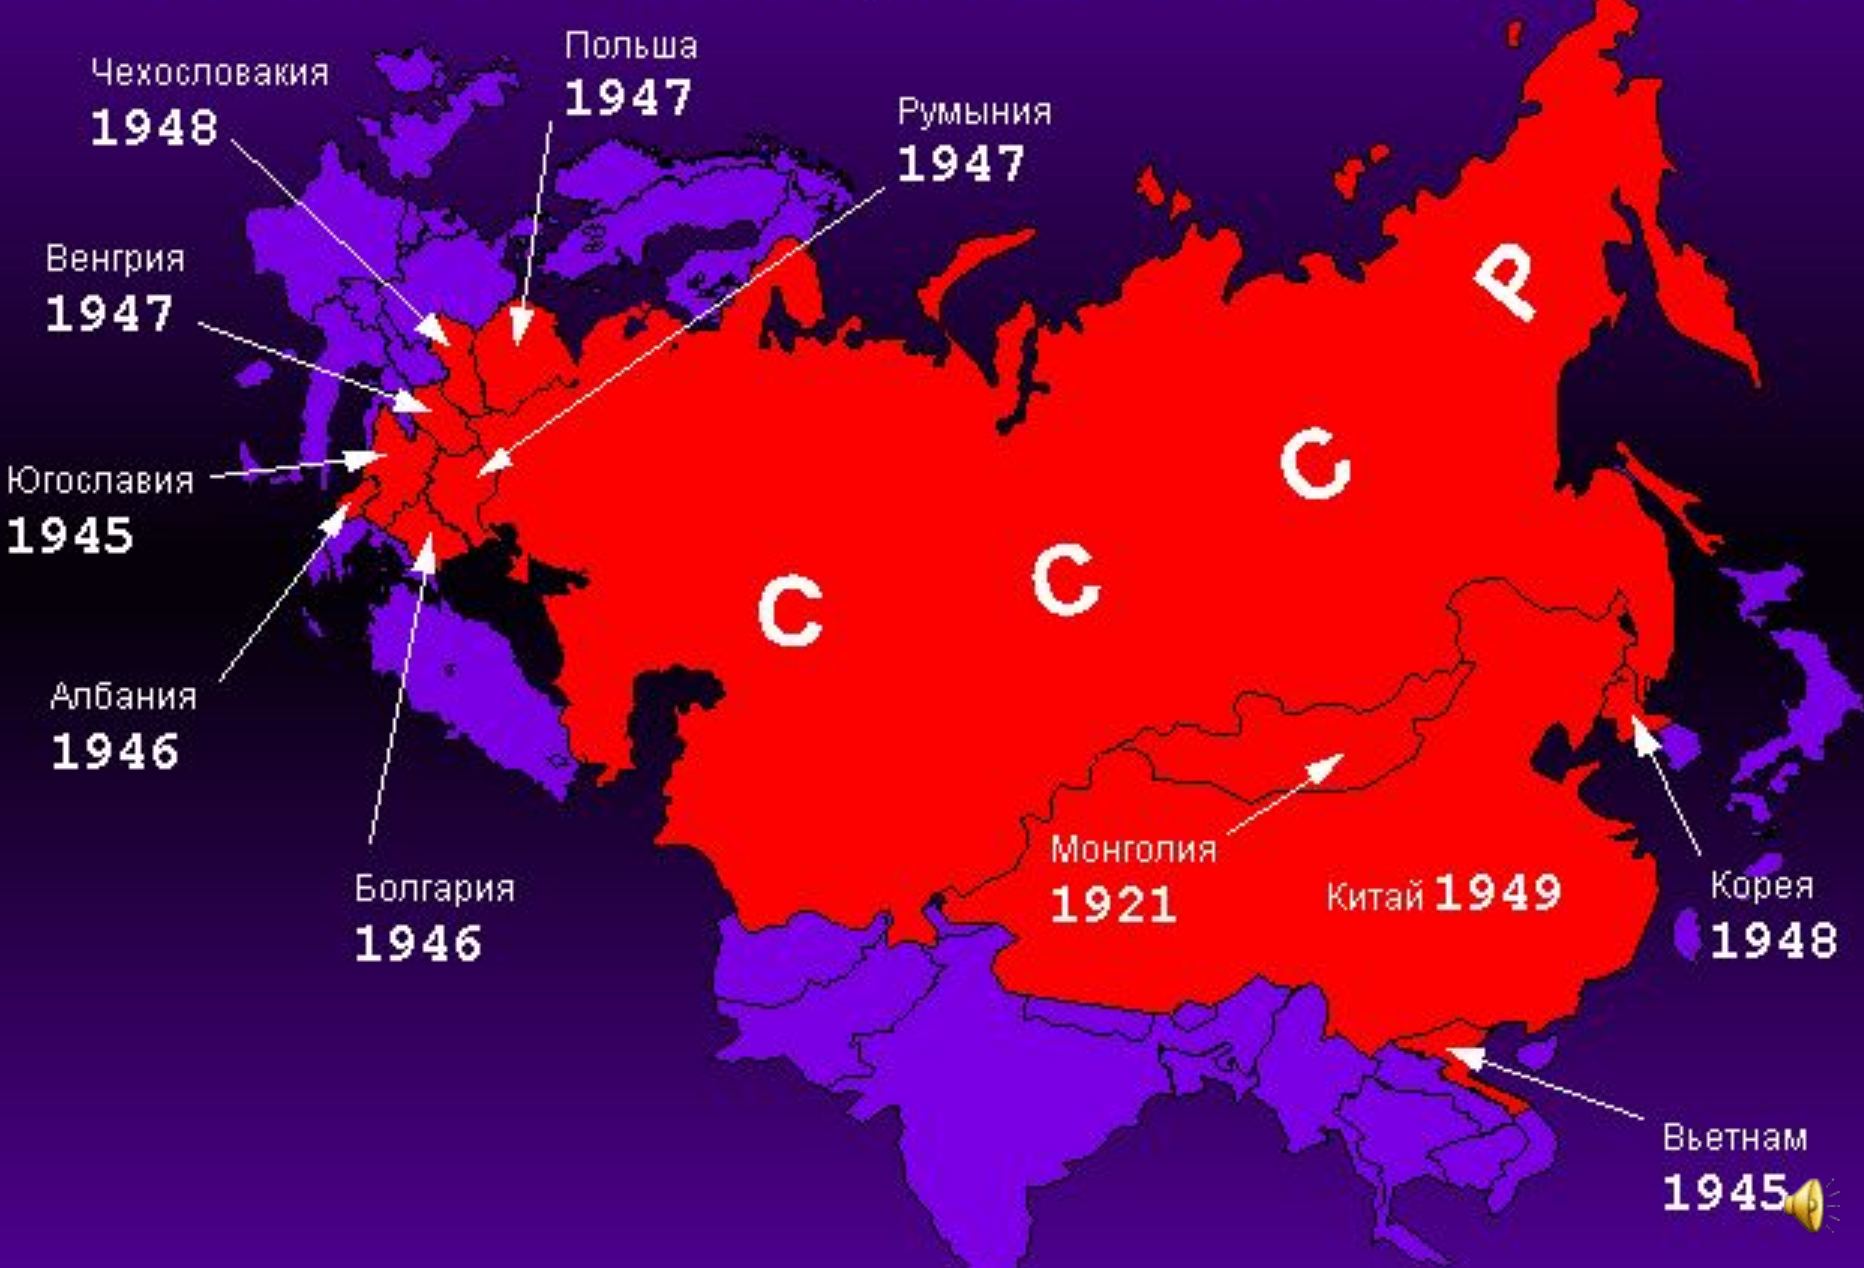 Чехословакия
1948
Польша
1947
Румыния
1947
Венгрия
1947
Югославия
1945
Албания
1946
Болгария
1946
С С С Р
Монголия
1921
Китай 1949
Корея
1948
Вьетнам
1945